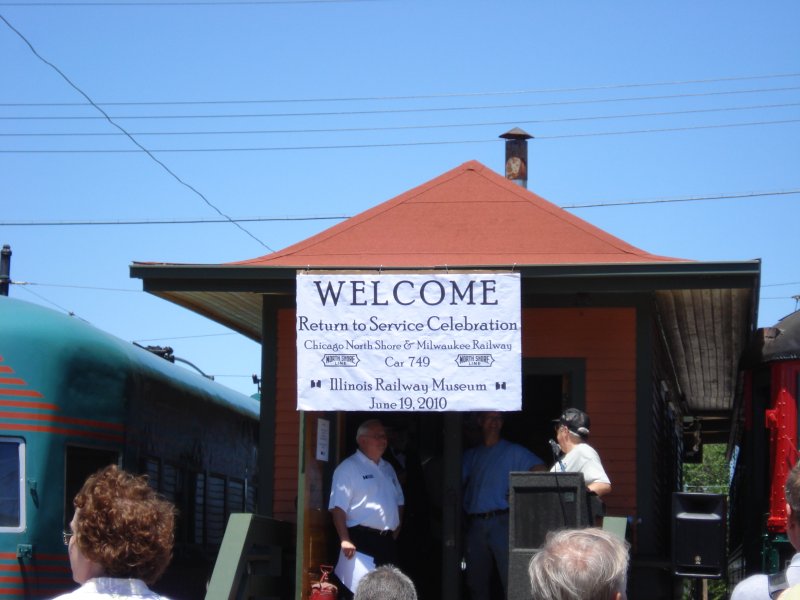 WELCOME
Return to Service Celebration
Chicago North Shore & Milwaukee Railway
NORTH SHORE LINE Car 749 NORTH SHORE LINE
Illinois Railway Museum
June 19, 2010